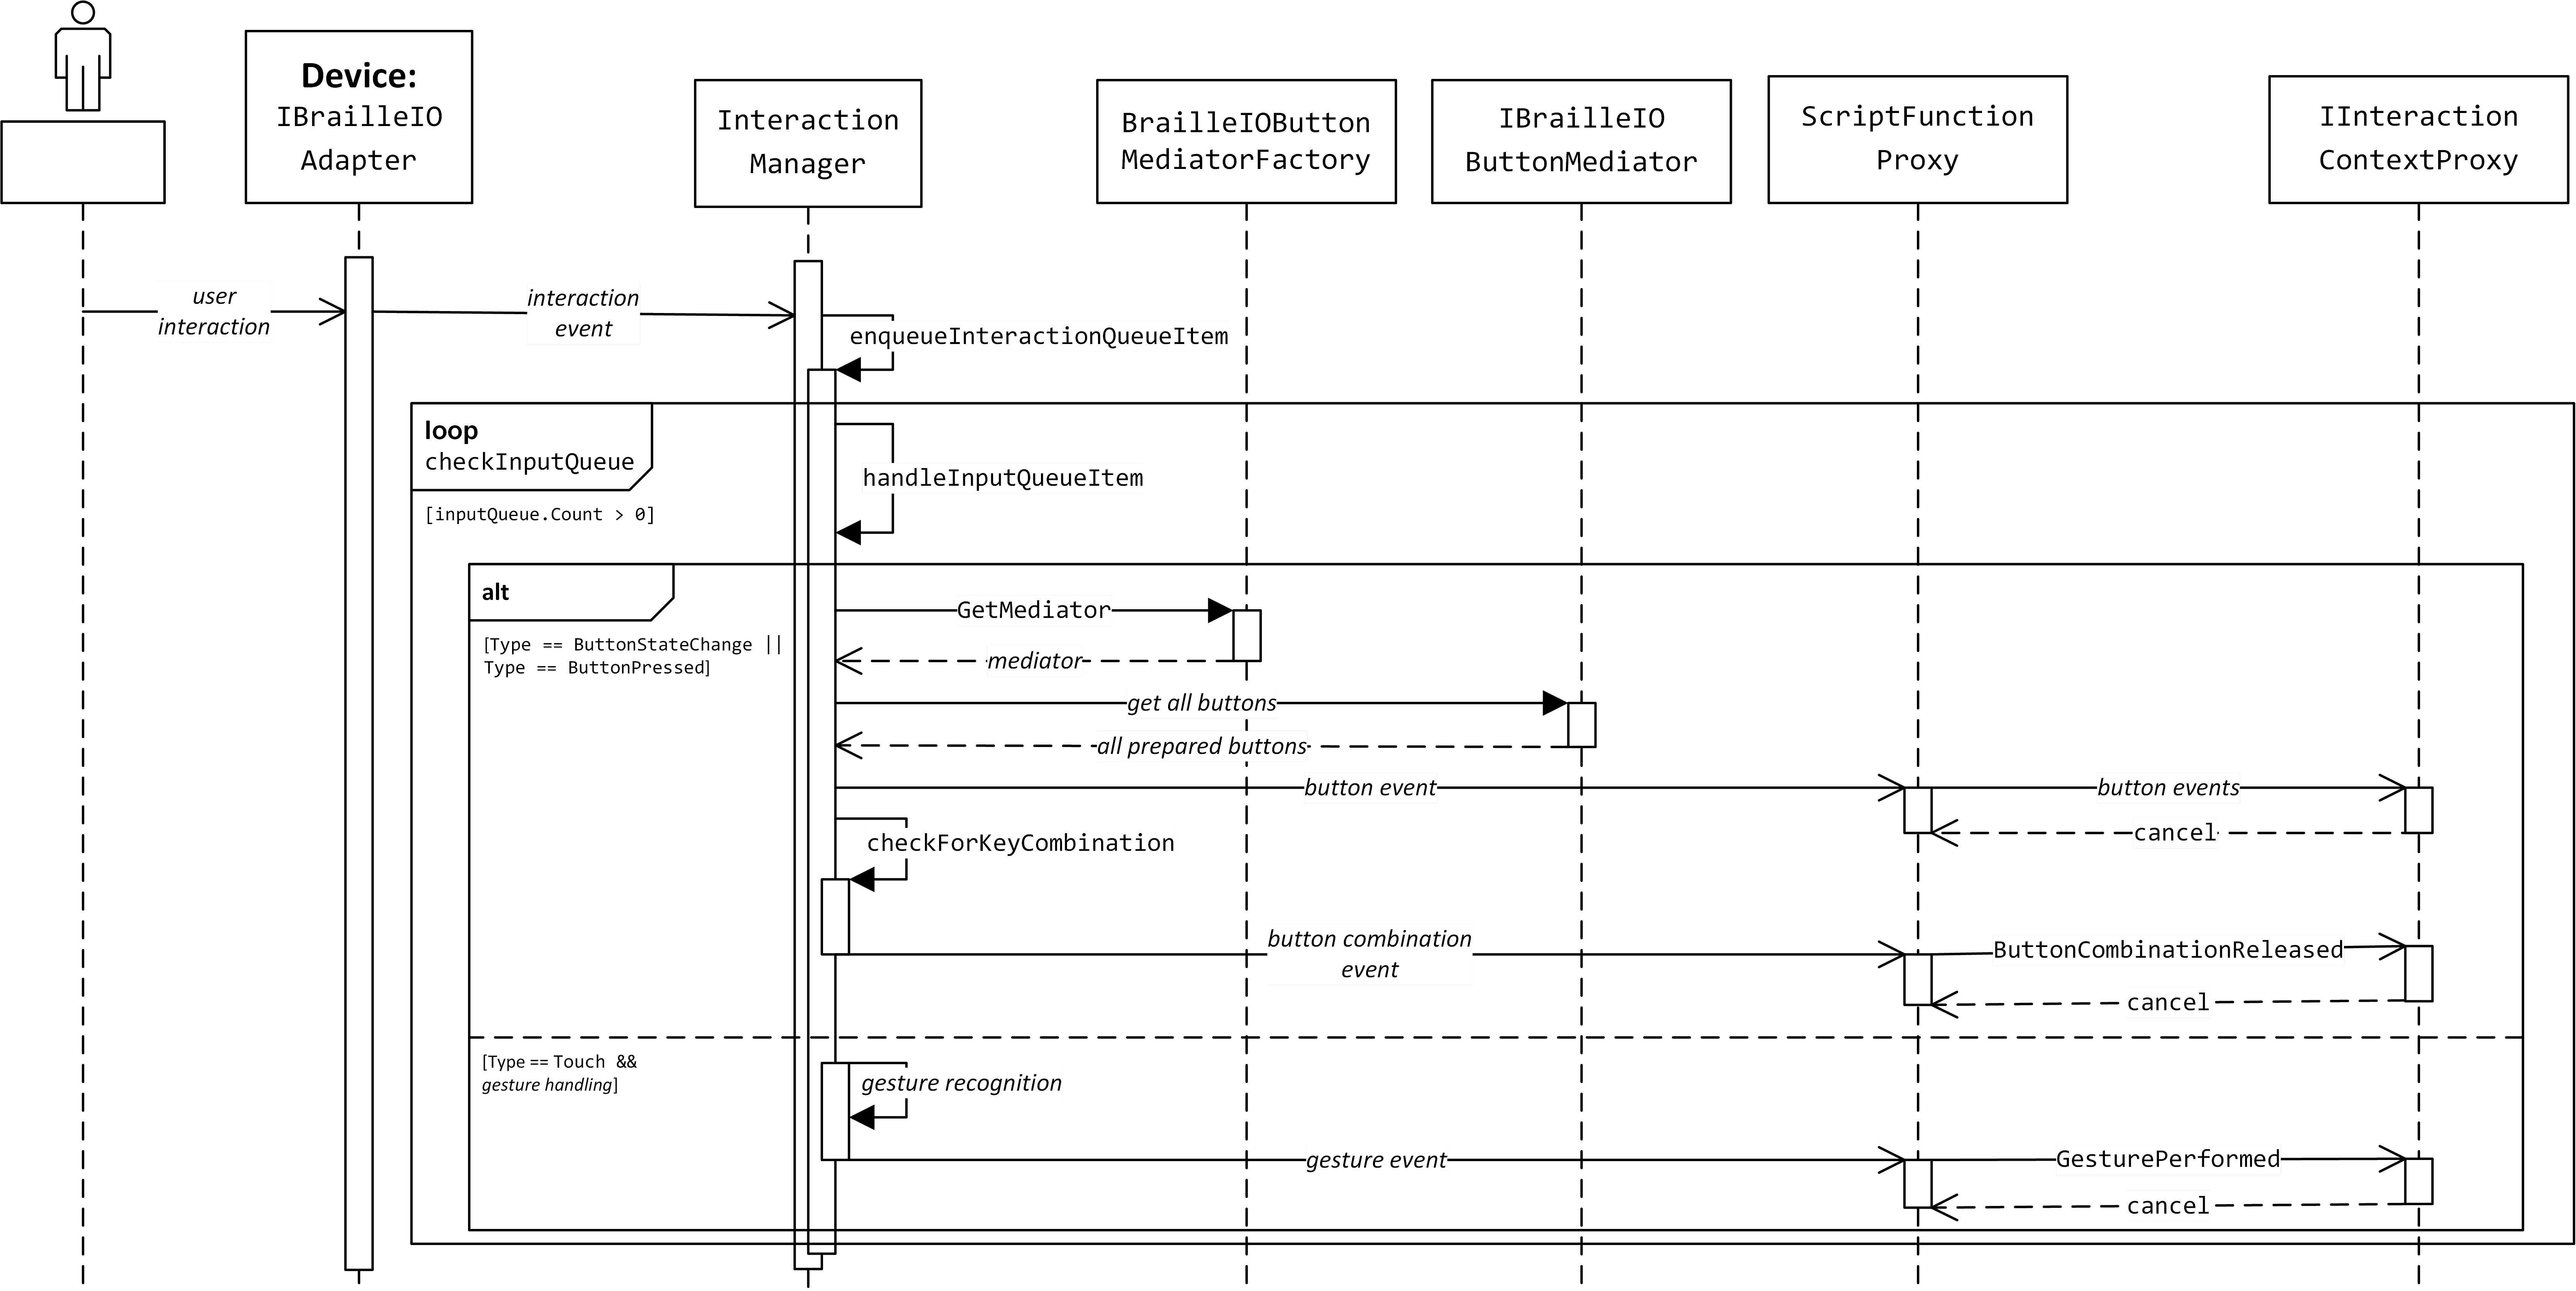 Device:
IBrailleIO
Adapter
Interaction
Manager
BrailleIOButton
MediatorFactory
IBrailleIO
ButtonMediator
ScriptFunction
Proxy
IInteraction
ContextProxy
user
interaction
interaction
event
enqueueInteractionQueueItem
loop
checkInputQueue
[inputQueue.Count > 0]
handleInputQueueItem
alt
[Type == ButtonStateChange ||
Type == ButtonPressed]
GetMediator
mediator
get all buttons
all prepared buttons
button event
button events
cancel
checkForKeyCombination
button combination
event
ButtonCombinationReleased
cancel
[Type == Touch &&
gesture handling]
gesture recognition
gesture event
GesturePerformed
cancel